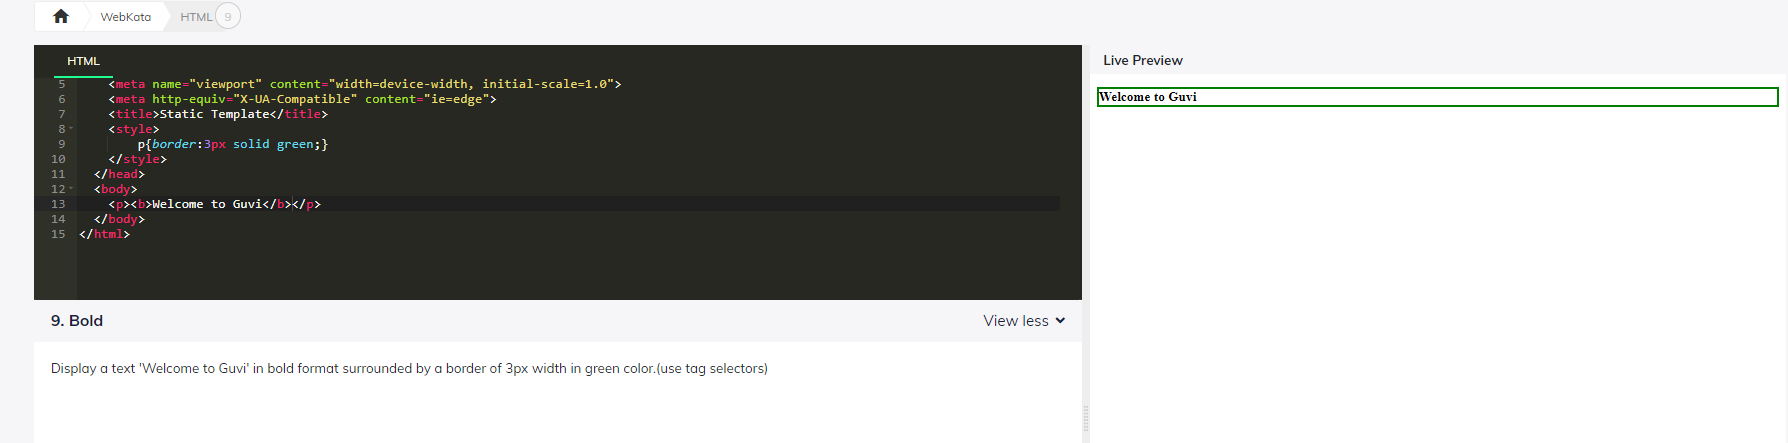 WebKata
HTML 9
HTML
Live Preview
5 <meta name="viewport" content="width=device-width, initial-scale=1.0">
6 <meta http-equiv="X-UA-Compatible" content="ie=edge">
7 <title>Static Template</title>
8 <style>
9 p{border:3px solid green;}
10 </style>
11 </head>
12 <body>
13 <p><b>Welcome to Guvi</b></p>
14 </body>
15 </html>
Welcome to Guvi
9. Bold
View less
Display a text 'Welcome to Guvi' in bold format surrounded by a border of 3px width in green color.(use tag selectors)